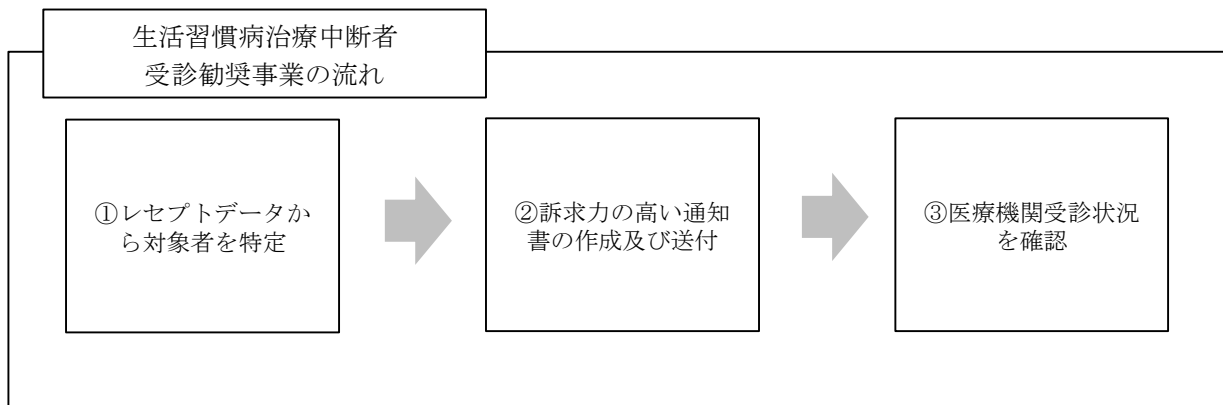 生活習慣病治療中断者
受診勧奨事業の流れ
①レセプトデータか
ら対象者を特定
②訴求力の高い通知
書の作成及び送付
③医療機関受診状況
を確認